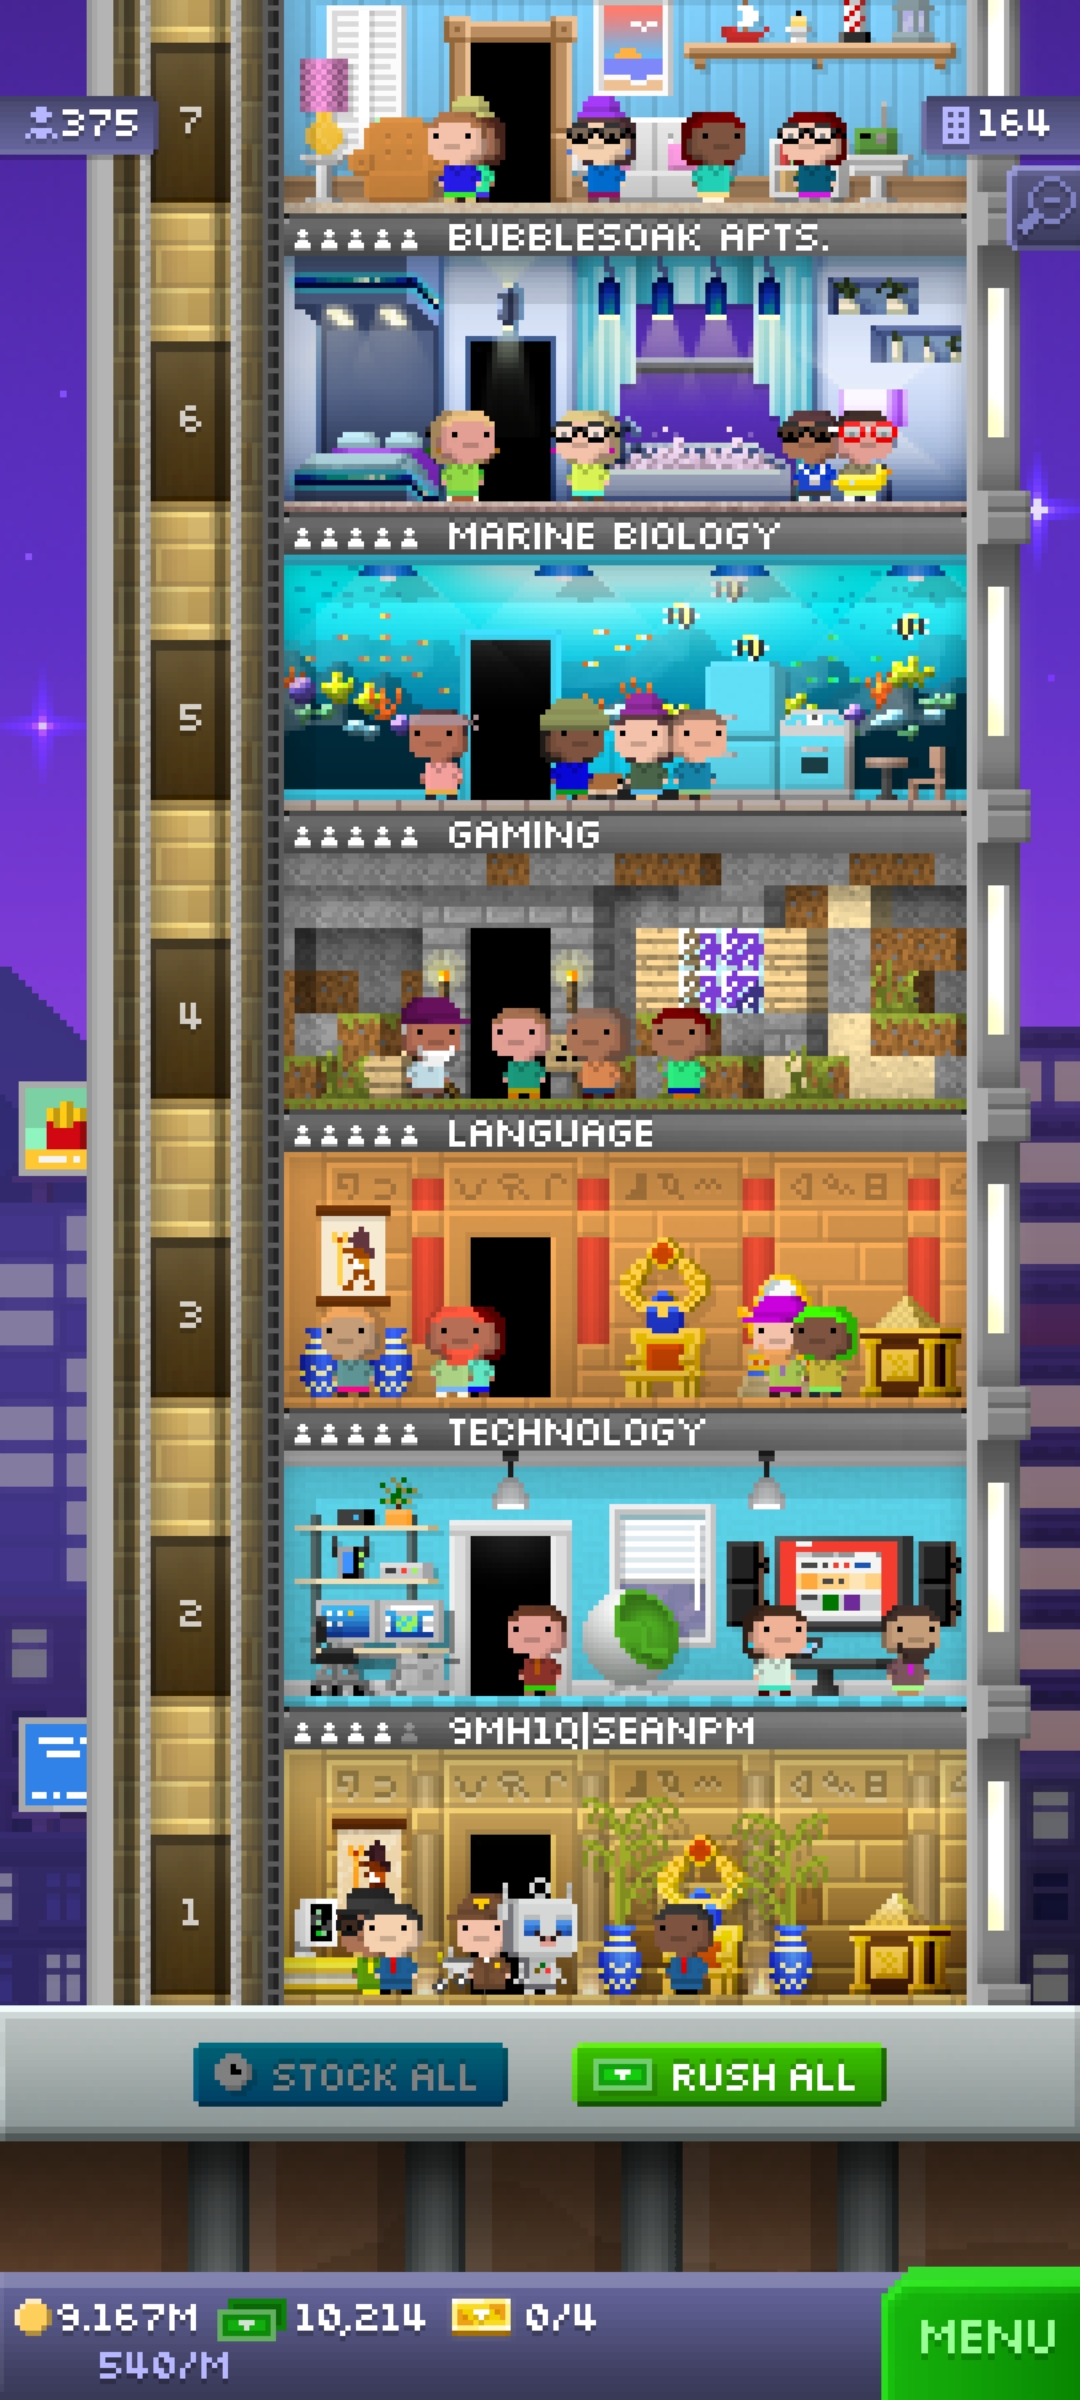 375
7
164
BUBBLESOAK APTS.
6
MARINE BIOLOGY
5
GAMING
4
LANGUAGE
3
TECHNOLOGY
2
9MH1Q|SEANPM
1
STOCK ALL
RUSH ALL
9.167M
10,214
0/4
540/M
MENU